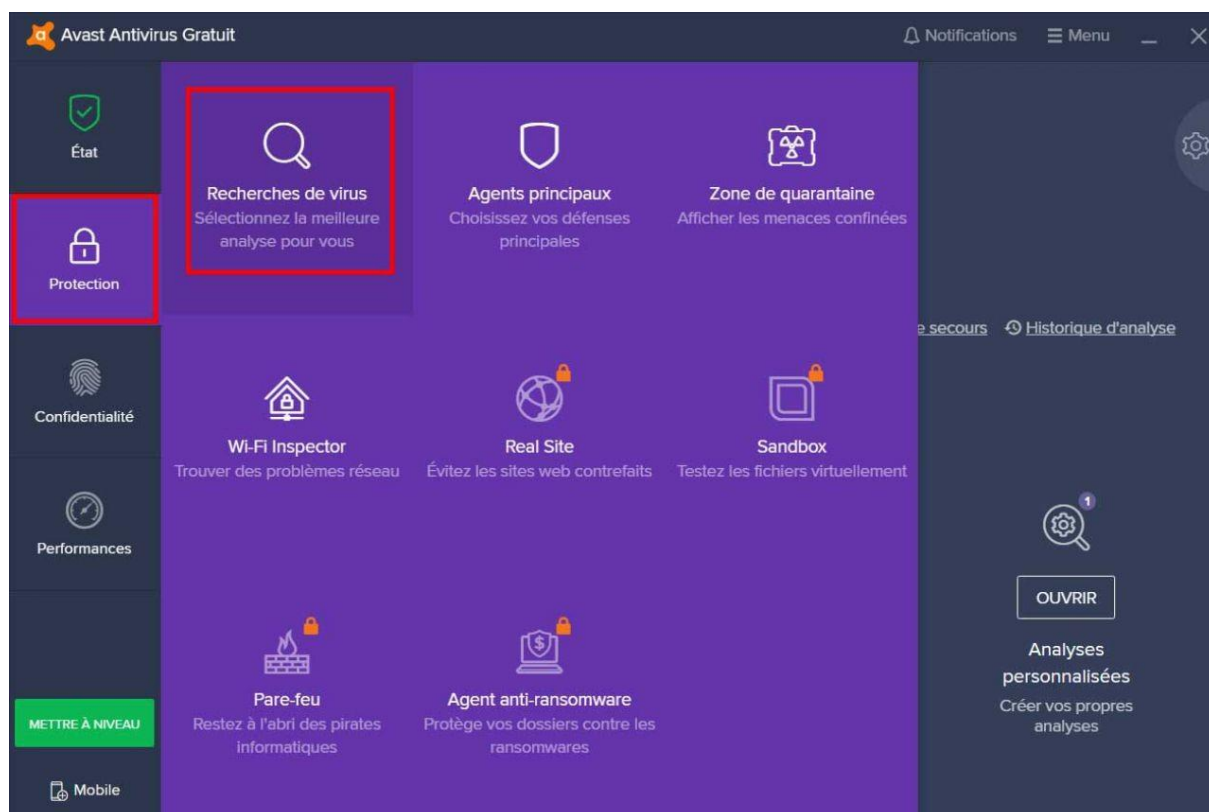 Avast Antivirus Gratuit
Notifications
Menu
État
Protection
Confidentialité
Performances
METTRE À NIVEAU
Mobile
Recherches de virus
Sélectionnez la meilleure
analyse pour vous
Agents principaux
Choisissez vos défenses
principales
Zone de quarantaine
Afficher les menaces confinées
Wi-Fi Inspector
Trouver des problèmes réseau
Real Site
Évitez les sites web contrefaits
Sandbox
Testez les fichiers virtuellement
Pare-feu
Restez à l'abri des pirates
informatiques
Agent anti-ransomware
Protège vos dossiers contre les
ransomwares
secours
Historique d'analyse
1
OUVRIR
Analyses
personnalisées
Créer vos propres
analyses